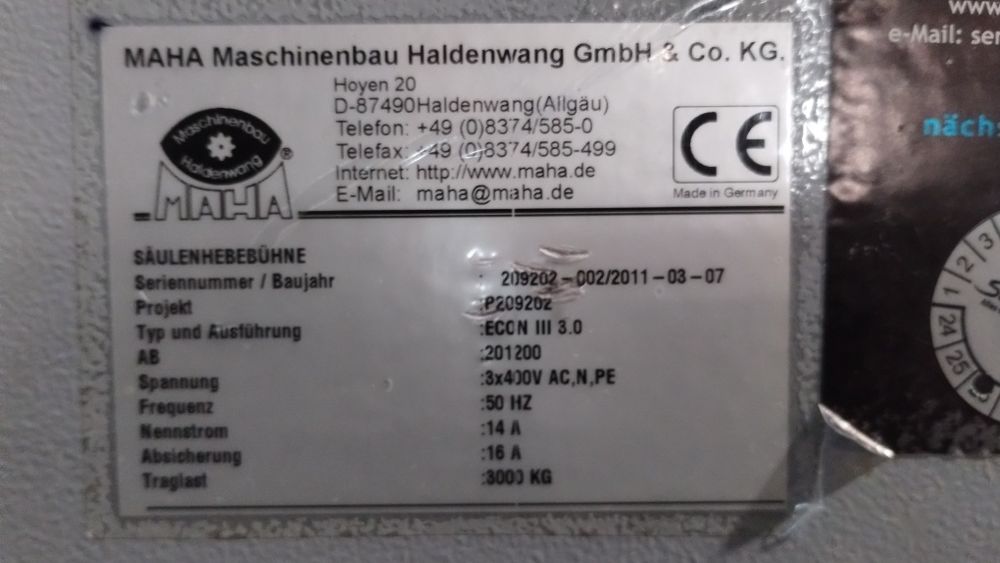 MAHA Maschinenbau Haldenwang GmbH & Co. KG.
Hoyen 20
D-87490Haldenwang(Allgäu)
Telefon: +49 (0)8374/585-0
Telefax: +49 (0)8374/585-499
Internet: http://www.maha.de
E-Mail: maha@maha.de
Maschinenbau
Haldenwang
®
MAHA
CE
Made in Germany
SÄULENHEBEBÜHNE
Seriennummer / Baujahr : 209202-002/2011-03-07
Projekt :P209202
Typ und Ausführung :ECON III 3.0
AB :201200
Spannung :3x400V AC,N,PE
Frequenz :50 HZ
Nennstrom :14 A
Absicherung :16 A
Traglast :3000 KG
www.
e-Mail: ser
näch
3
2
1
24
25